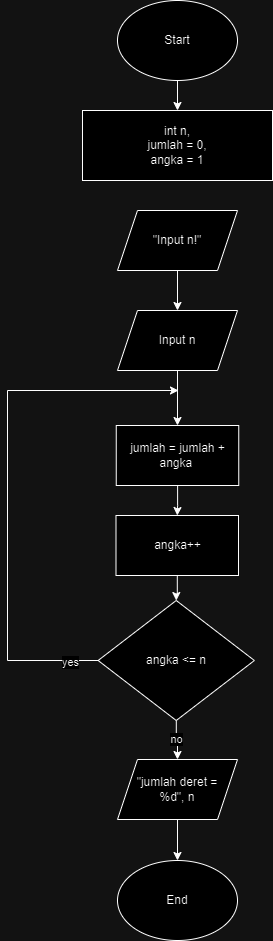 Start
int n,
jumlah = 0,
angka = 1
"Input n!"
Input n
jumlah = jumlah +
angka
angka++
angka <= n
yes
no
"jumlah deret =
%d", n
End